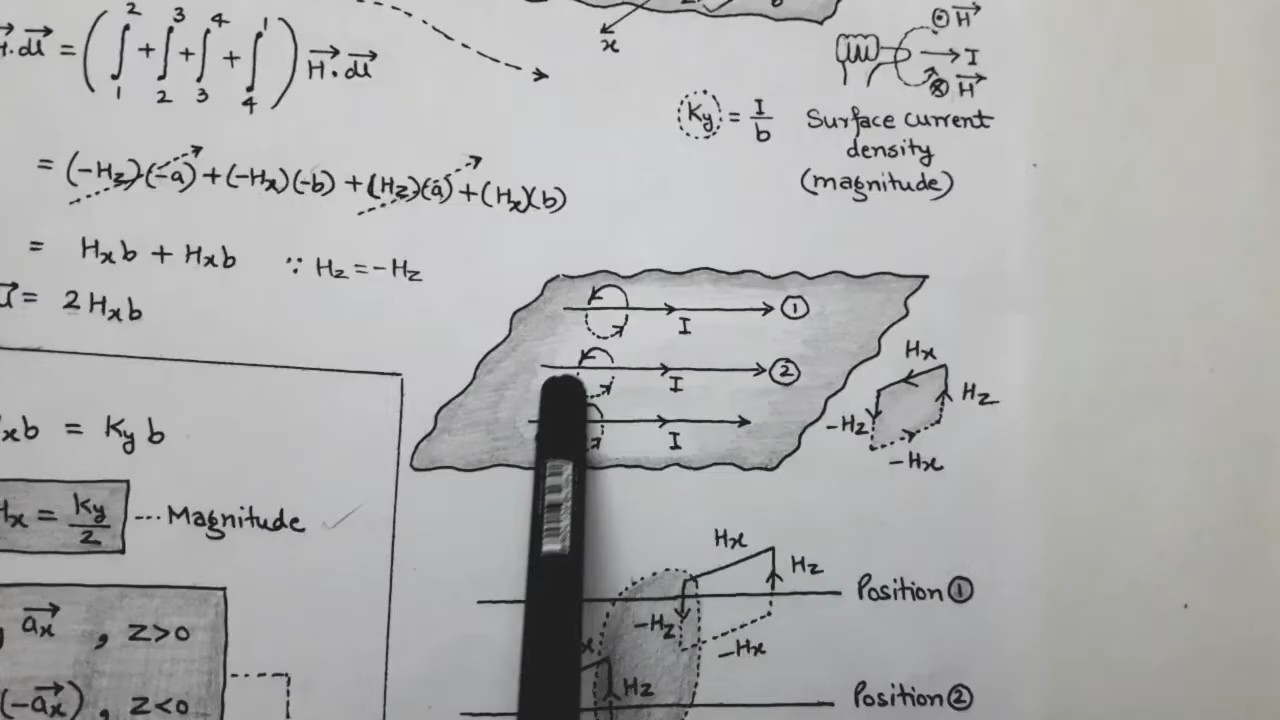 H⃗.dl⃗ = (∫₁² + ∫₂³ + ∫₃⁴ + ∫₄¹) H⃗.dl⃗
= (-Hz)(-a) + (-Hx)(-b) + (Hz)(a) + (Hx)(b)
= Hxb + Hxb ∵ Hz = -Hz
= 2Hxb
xb = Ky b
Hx = Ky/2 --- Magnitude
, a⃗x , z>0
(-a⃗x) , z<0
x
⊙ H⃗
→ I
⊗ H⃗
Ky = I/b Surface current
density
(magnitude)
I ①
I ②
I
Hx
Hz
-Hz
-Hx
Hx
Hz
Position ①
-Hz
-Hx
x
Hz
Position ②